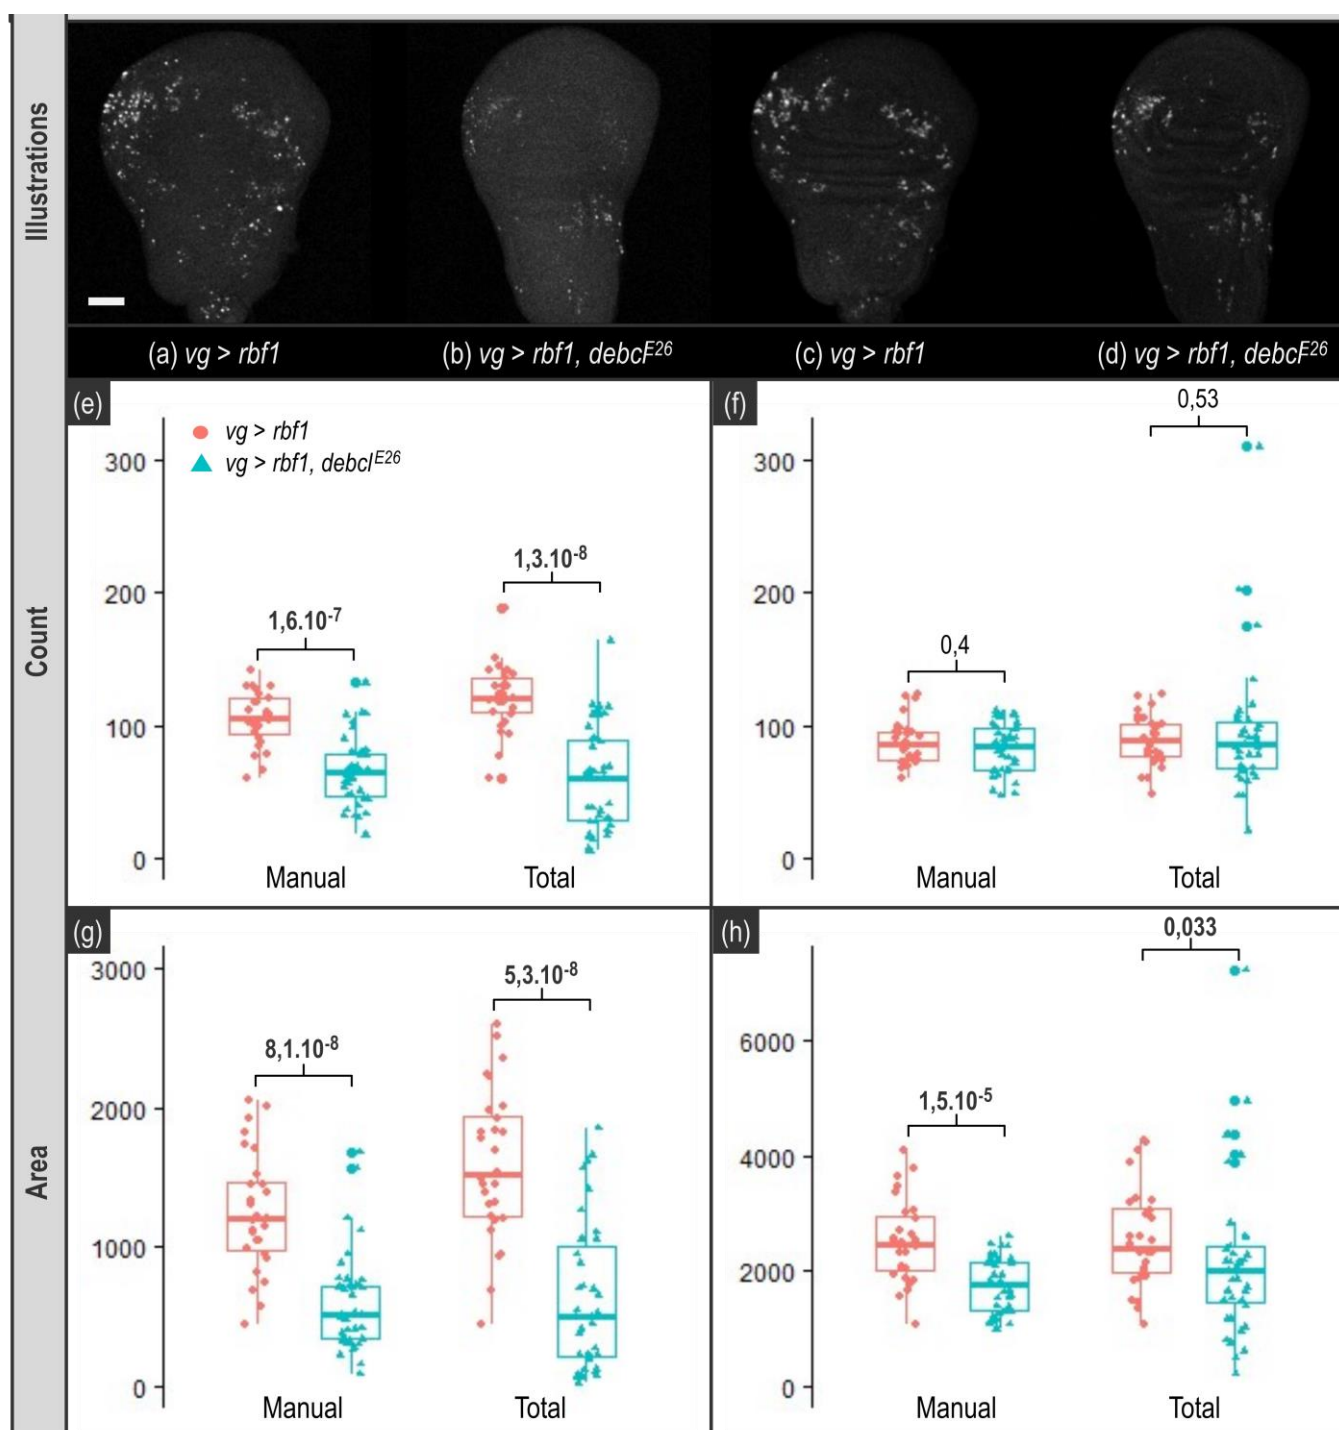 Illustrations
(a) vg > rbf1
(b) vg > rbf1, debclE26
(c) vg > rbf1
(d) vg > rbf1, debclE26
Count
(e)
vg > rbf1
vg > rbf1, debclE26
300
200
100
0
1,6.10-7
1,3.10-8
Manual
Total
(f)
300
200
100
0
0,4
0,53
Manual
Total
Area
(g)
3000
2000
1000
0
8,1.10-8
5,3.10-8
Manual
Total
(h)
6000
4000
2000
0
1,5.10-5
0,033
Manual
Total